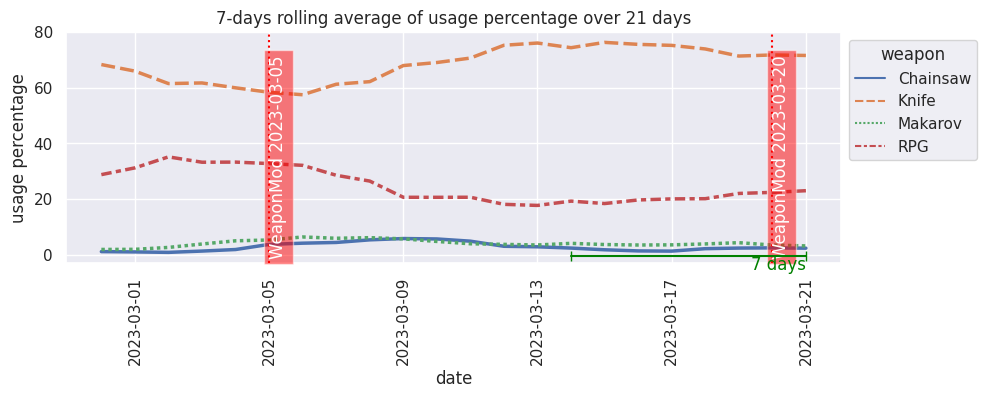 7-days rolling average of usage percentage over 21 days
usage percentage
80
60
40
20
0
WeaponMod 2023-03-05
WeaponMod 2023-03-20
7 days
2023-03-01
2023-03-05
2023-03-09
2023-03-13
2023-03-17
2023-03-21
date
weapon
Chainsaw
Knife
Makarov
RPG